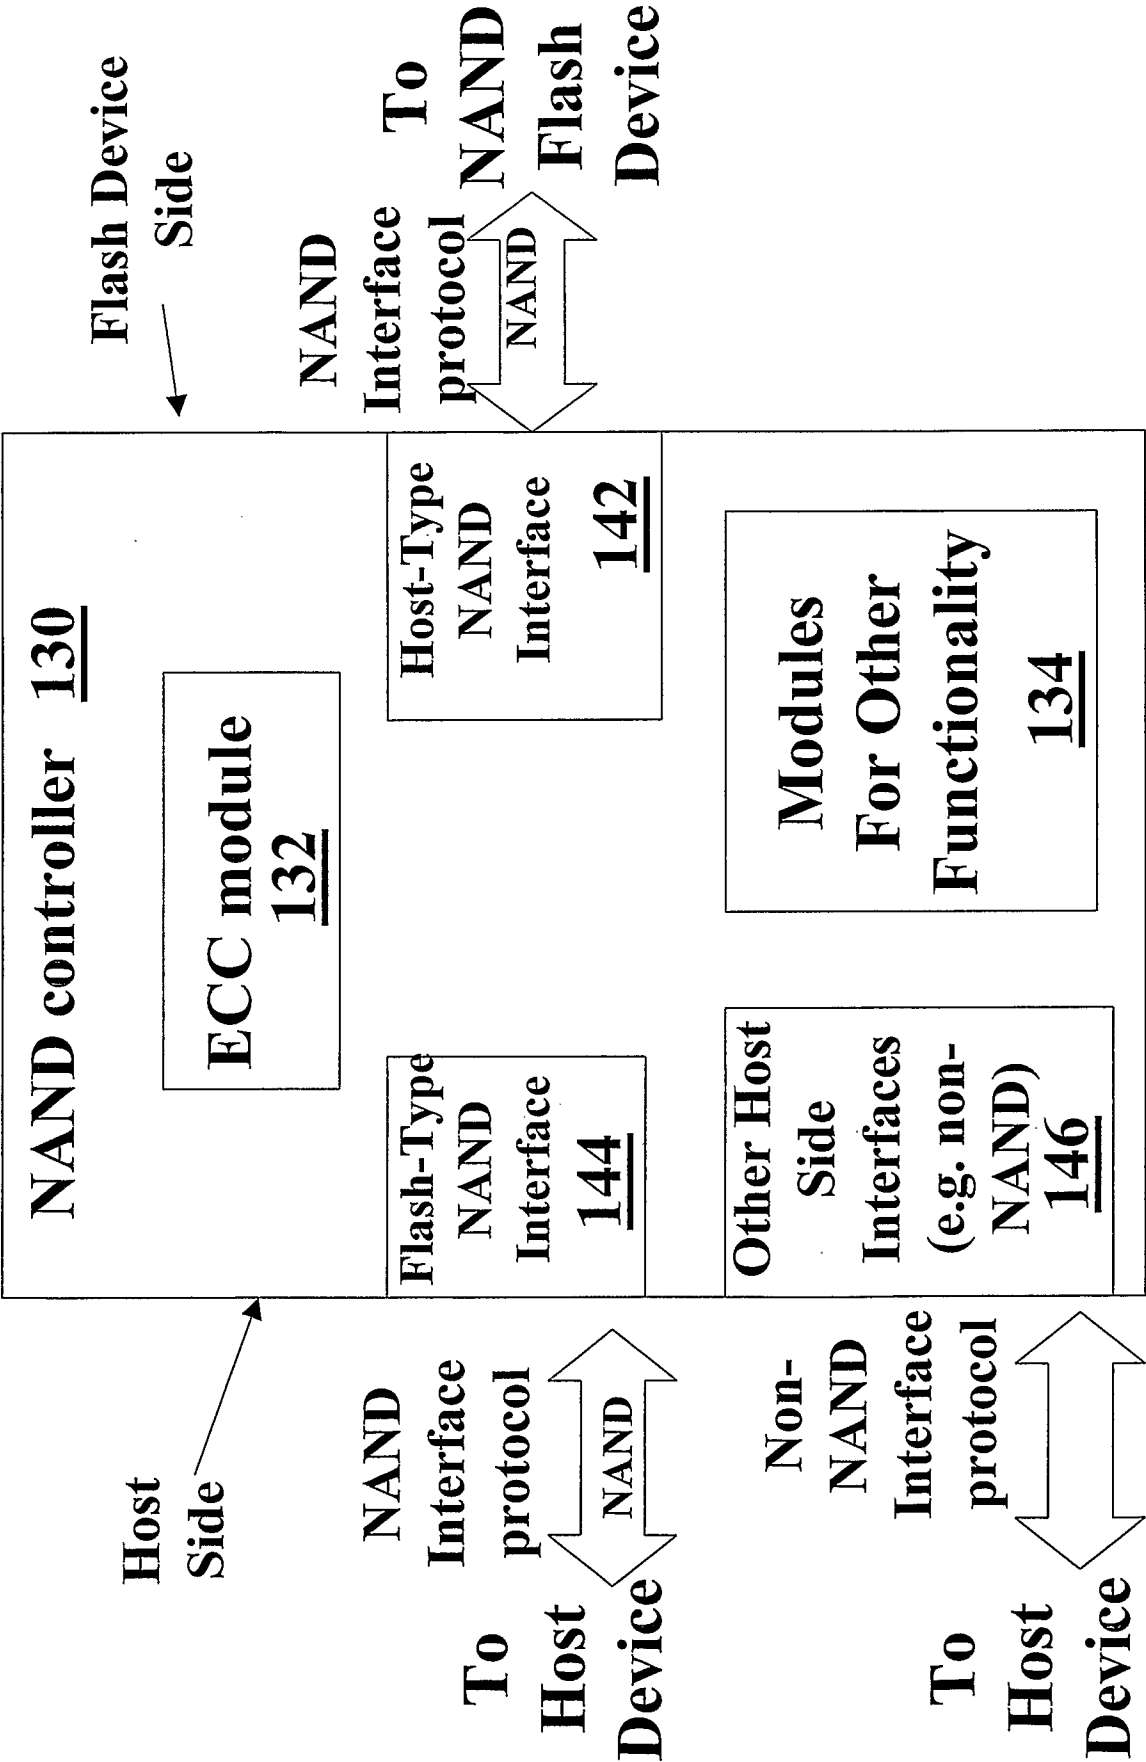 NAND controller 130
Host
Side
Flash Device
Side
ECC module
132
NAND
Interface
protocol
NAND
To
Host
Device
Flash-Type
NAND
Interface
144
Host-Type
NAND
Interface
142
NAND
Interface
protocol
NAND
To
NAND
Flash
Device
Non-
NAND
Interface
protocol
To
Host
Device
Other Host
Side
Interfaces
(e.g. non-
NAND)
146
Modules
For Other
Functionality
134